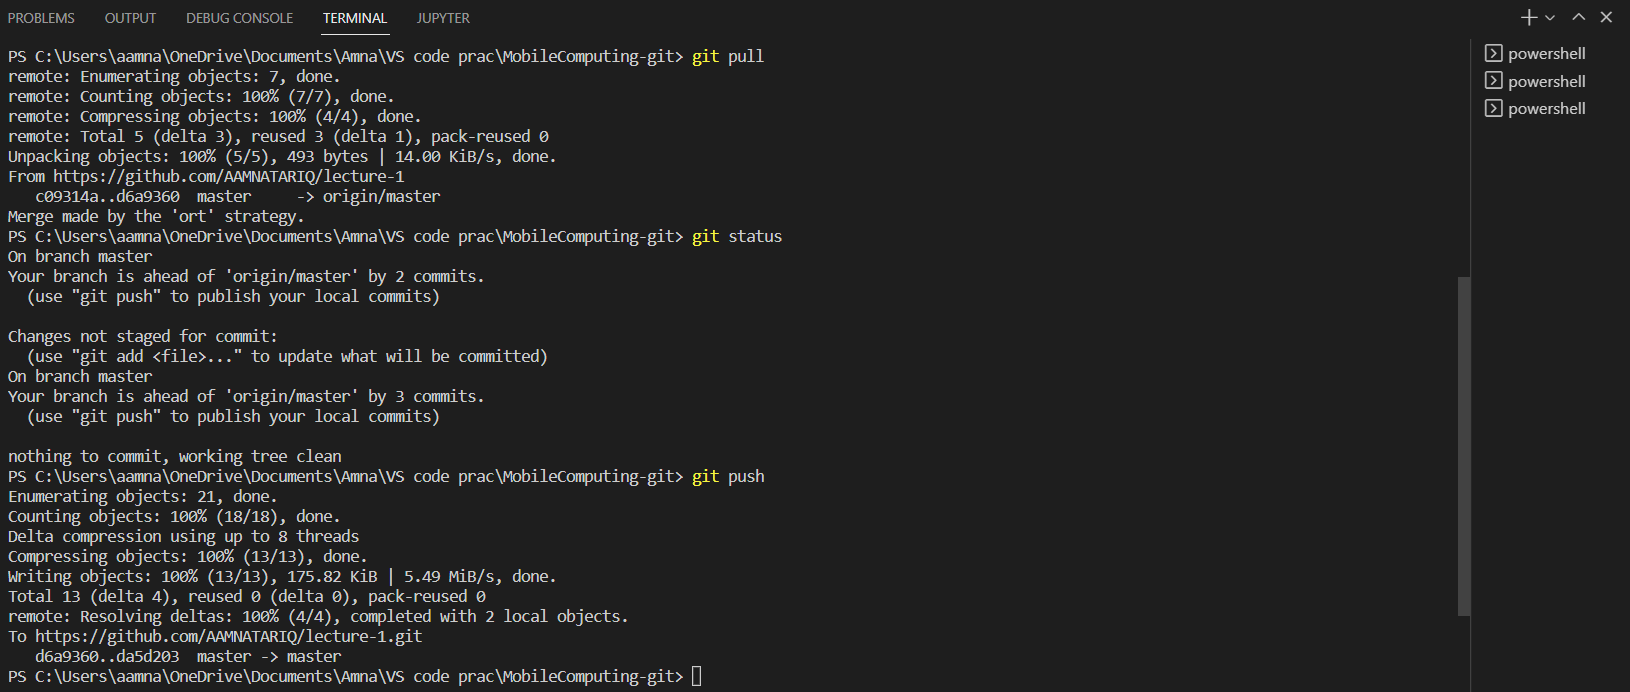 PROBLEMS OUTPUT DEBUG CONSOLE TERMINAL JUPYTER
PS C:\Users\aamna\OneDrive\Documents\Amna\VS code prac\MobileComputing-git> git pull
remote: Enumerating objects: 7, done.
remote: Counting objects: 100% (7/7), done.
remote: Compressing objects: 100% (4/4), done.
remote: Total 5 (delta 3), reused 3 (delta 1), pack-reused 0
Unpacking objects: 100% (5/5), 493 bytes | 14.00 KiB/s, done.
From https://github.com/AAMNATARIQ/lecture-1
   c09314a..d6a9360  master     -> origin/master
Merge made by the 'ort' strategy.
PS C:\Users\aamna\OneDrive\Documents\Amna\VS code prac\MobileComputing-git> git status
On branch master
Your branch is ahead of 'origin/master' by 2 commits.
  (use "git push" to publish your local commits)

Changes not staged for commit:
  (use "git add <file>..." to update what will be committed)
On branch master
Your branch is ahead of 'origin/master' by 3 commits.
  (use "git push" to publish your local commits)

nothing to commit, working tree clean
PS C:\Users\aamna\OneDrive\Documents\Amna\VS code prac\MobileComputing-git> git push
Enumerating objects: 21, done.
Counting objects: 100% (18/18), done.
Delta compression using up to 8 threads
Compressing objects: 100% (13/13), done.
Writing objects: 100% (13/13), 175.82 KiB | 5.49 MiB/s, done.
Total 13 (delta 4), reused 0 (delta 0), pack-reused 0
remote: Resolving deltas: 100% (4/4), completed with 2 local objects.
To https://github.com/AAMNATARIQ/lecture-1.git
   d6a9360..da5d203  master -> master
PS C:\Users\aamna\OneDrive\Documents\Amna\VS code prac\MobileComputing-git>
powershell
powershell
powershell